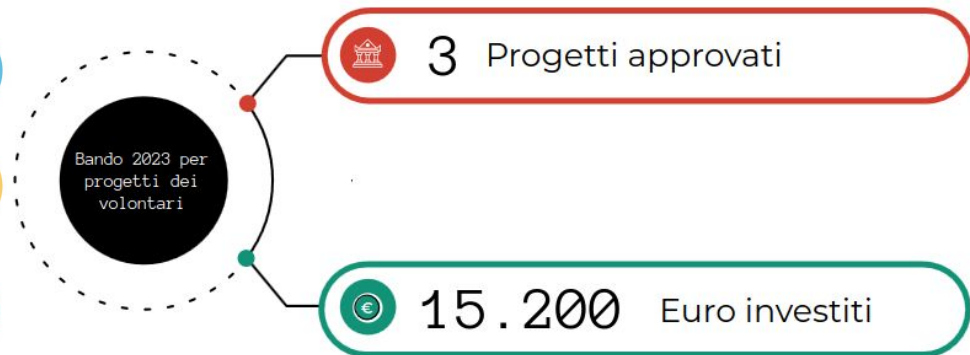 3 Progetti approvati
Bando 2023 per
progetti dei
volontari
€
15.200 Euro investiti